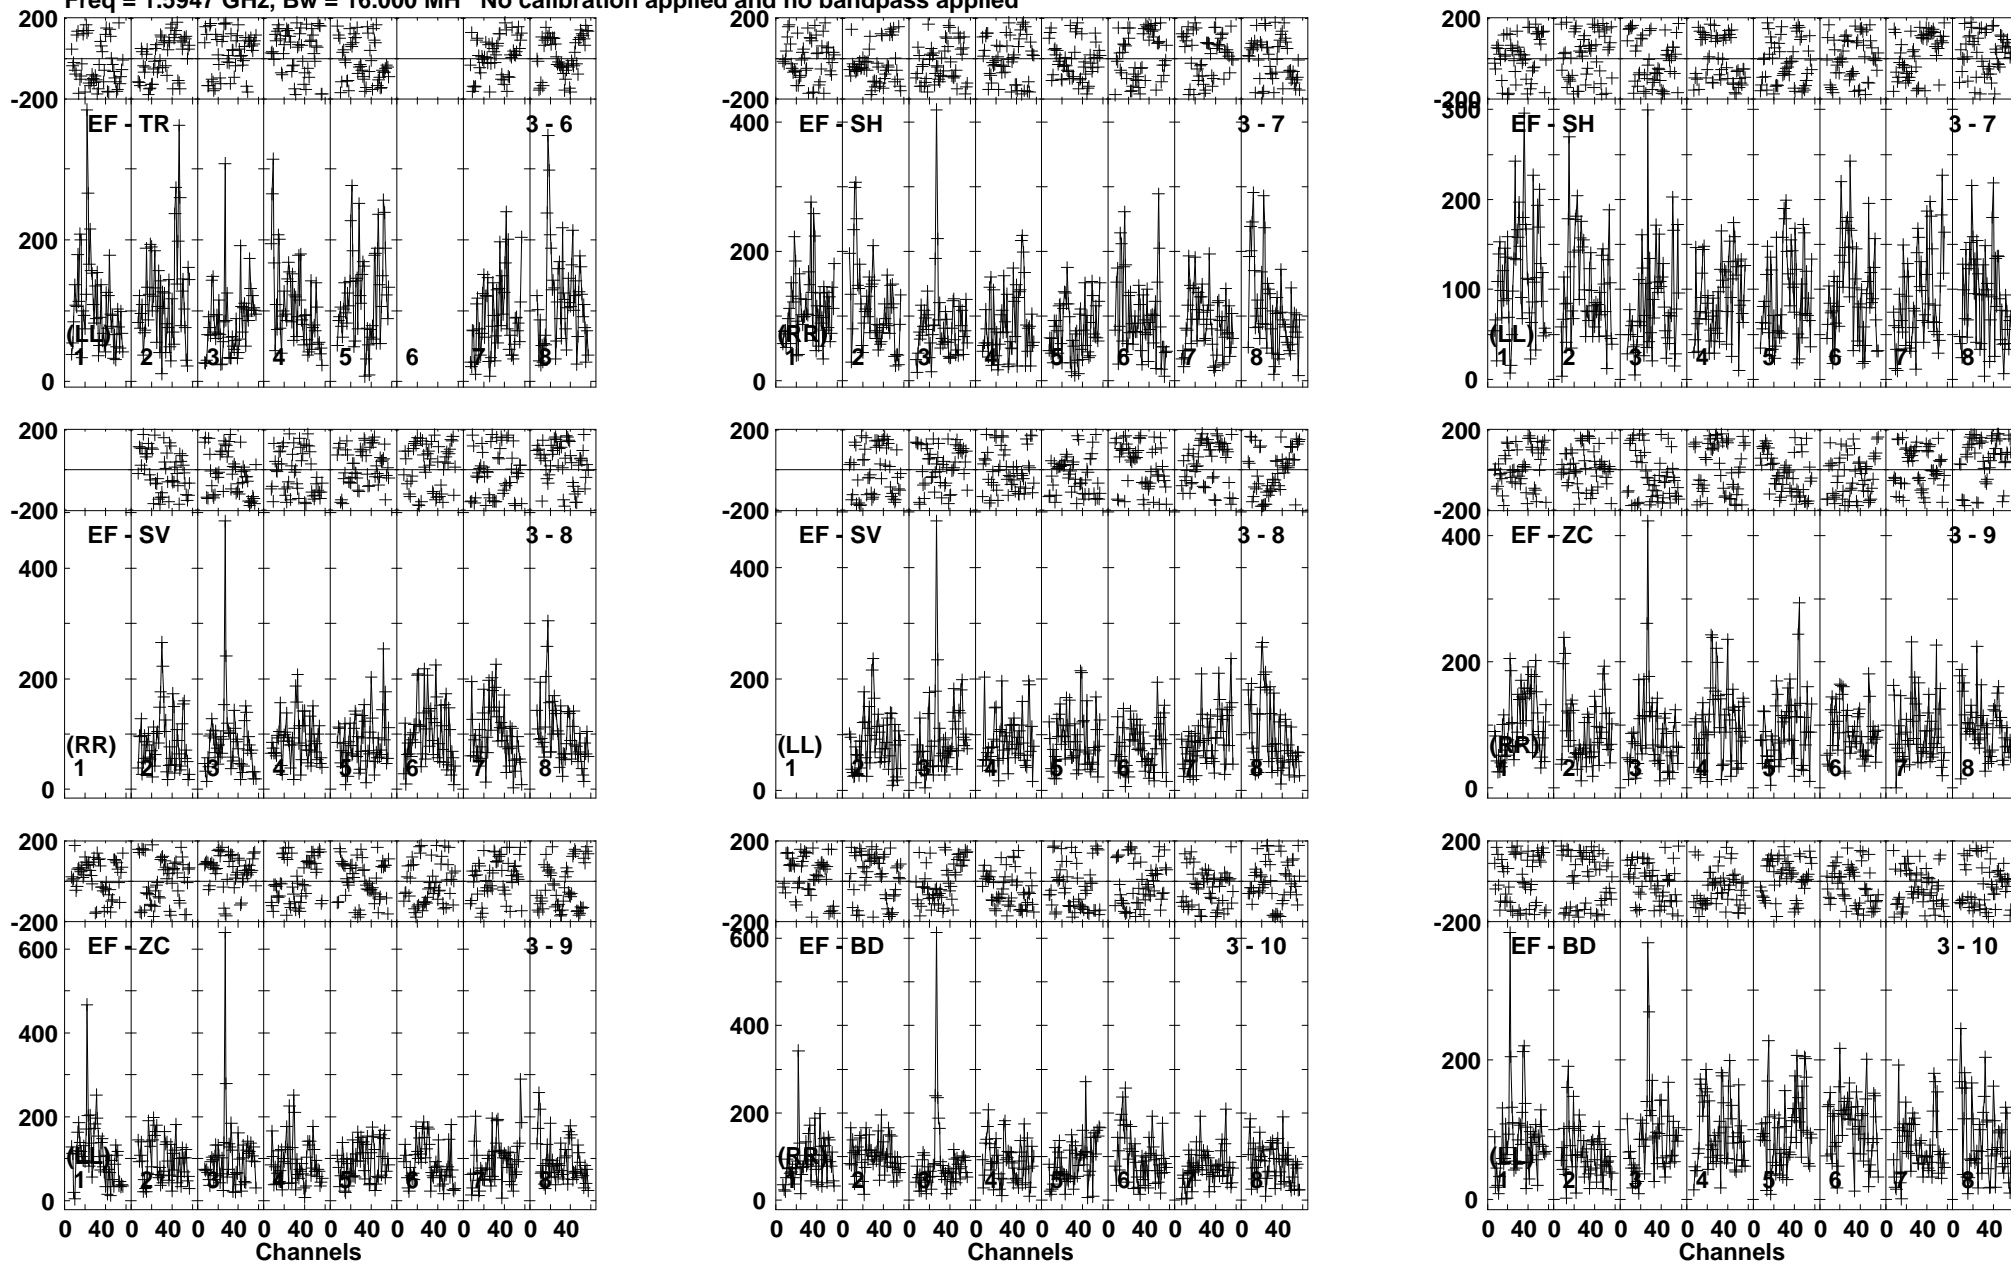 Freq = 1.5947 GHz, Bw = 16.000 MH No calibration applied and no bandpass applied
200 200 200
-200 -200 -200
EF - TR 3 - 6 EF - SH 3 - 7 EF - SH 3 - 7
400 300
200 200 200
100
(LL) (RR) (LL)
1 2 3 4 5 6 7 8 1 2 3 4 5 6 7 8 1 2 3 4 5 6 7 8
0 0 0
200 200 200
-200 -200 -200
EF - SV 3 - 8 EF - SV 3 - 8 EF - ZC 3 - 9
400 400 400
200 200 200
(RR) (LL) (RR)
1 2 3 4 5 6 7 8 1 2 3 4 5 6 7 8 1 2 3 4 5 6 7 8
0 0 0
200 200 200
-200 -200 -200
EF - ZC 3 - 9 EF - BD 3 - 10 EF - BD 3 - 10
600 600
400 400
200 200 200
(LL) (RR) (LL)
1 2 3 4 5 6 7 8 1 2 3 4 5 6 7 8 1 2 3 4 5 6 7 8
0 0 0
0 40 0 40 0 40 0 40 0 40 0 40 0 40 0 40 0 40 0 40 0 40 0 40 0 40 0 40 0 40 0 40 0 40 0 40 0 40 0 40 0 40 0 40 0 40 0 40
Channels Channels